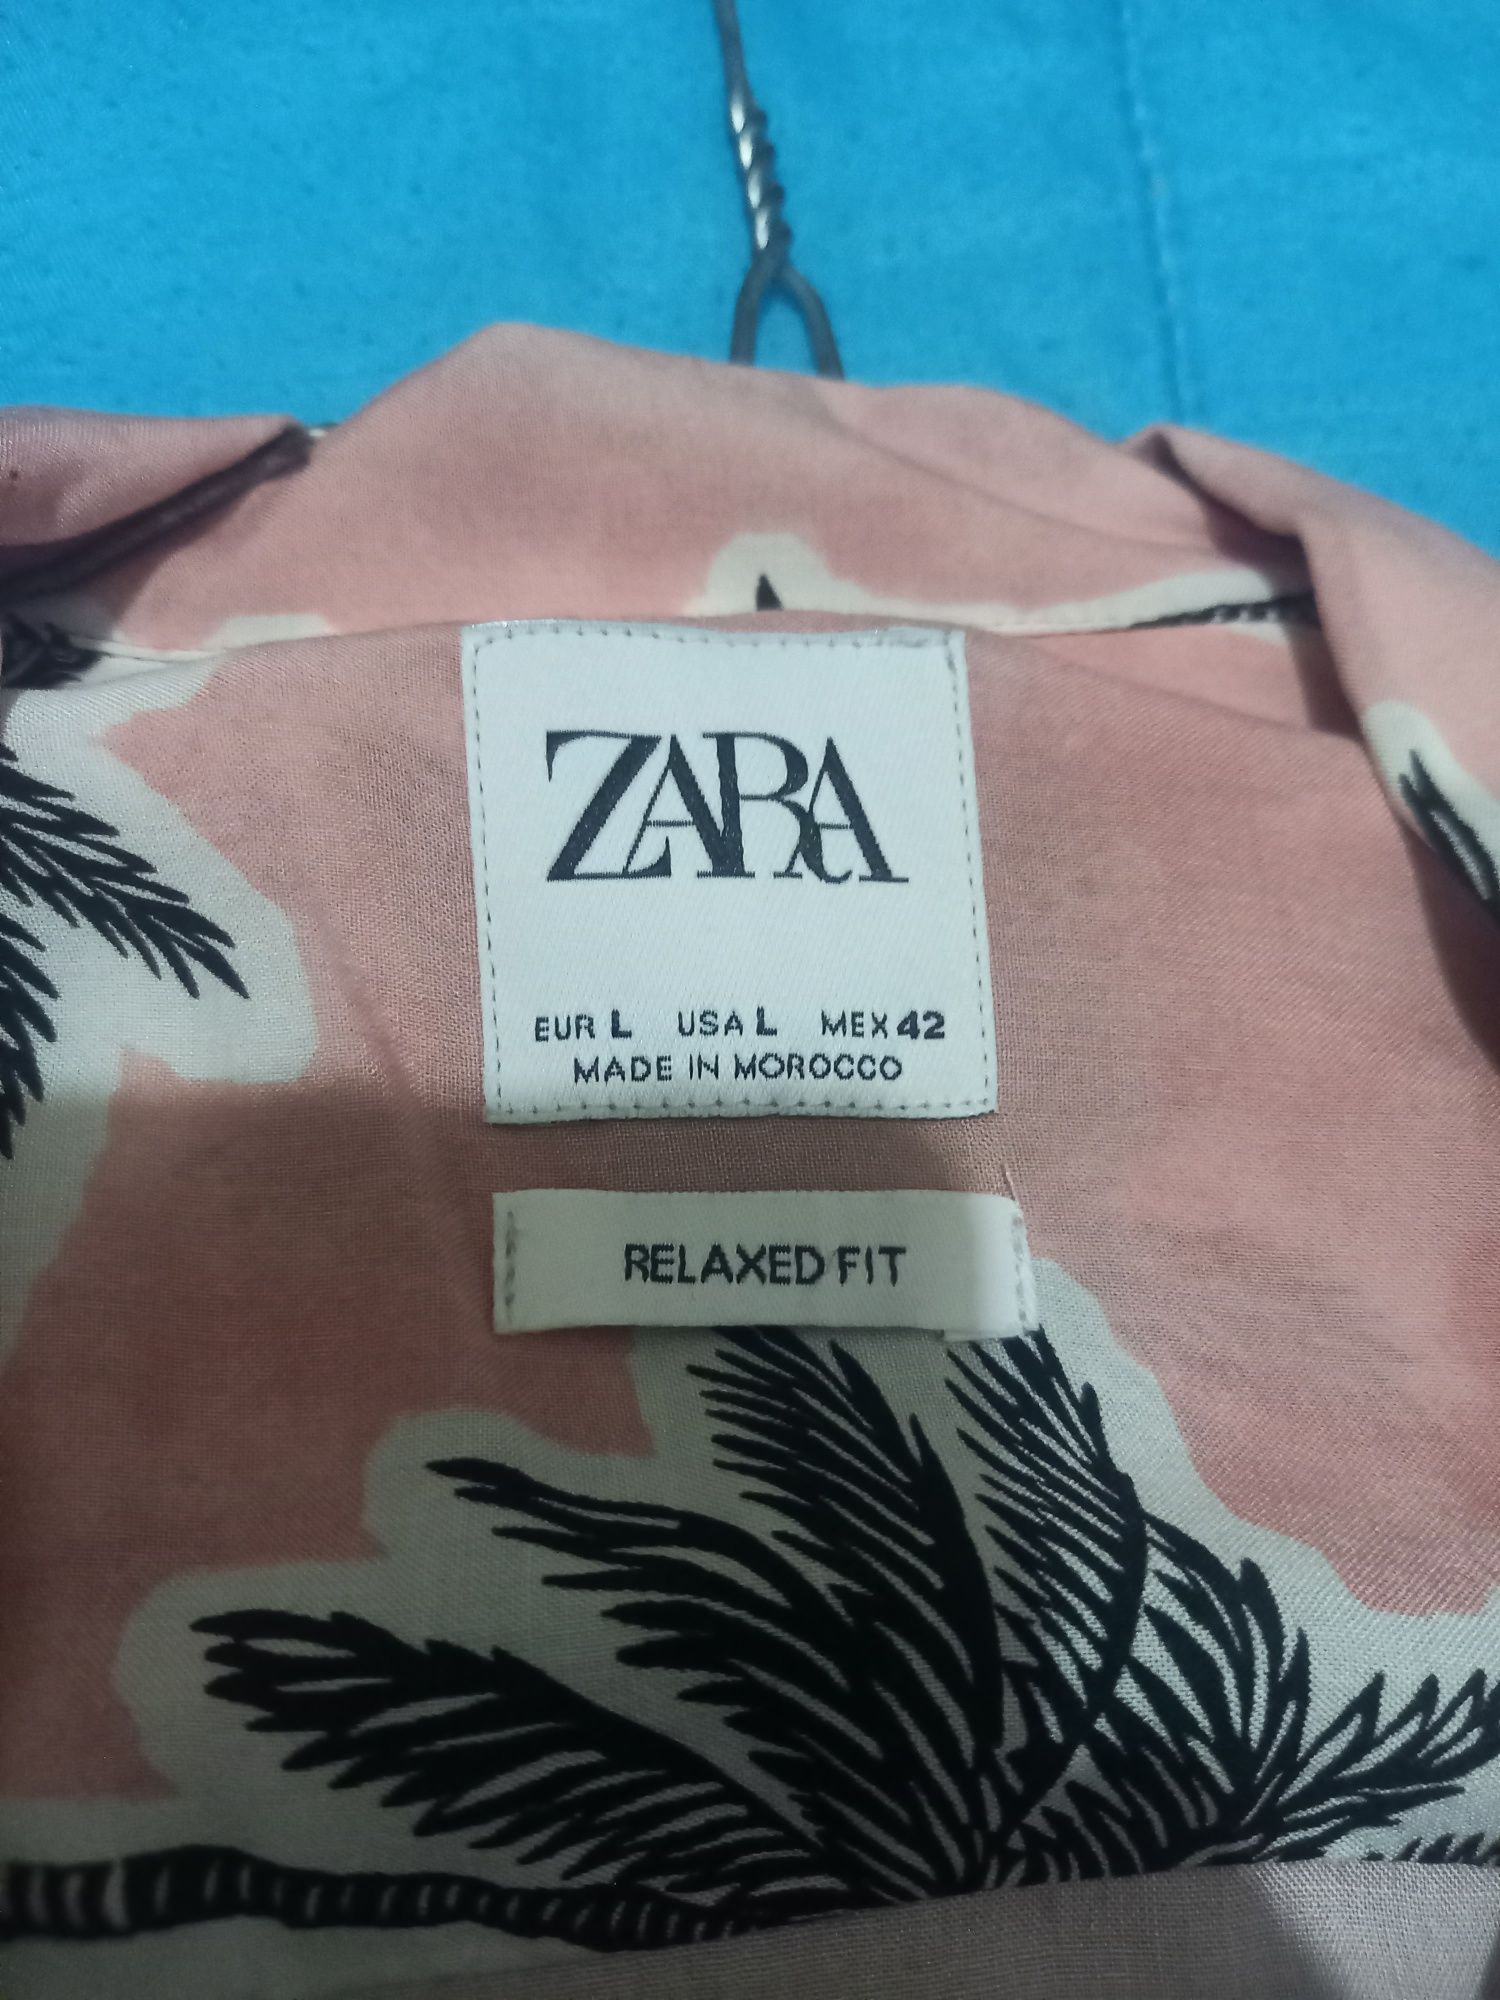 ZARA
EUR L USA L MEX 42
MADE IN MOROCCO
RELAXED FIT